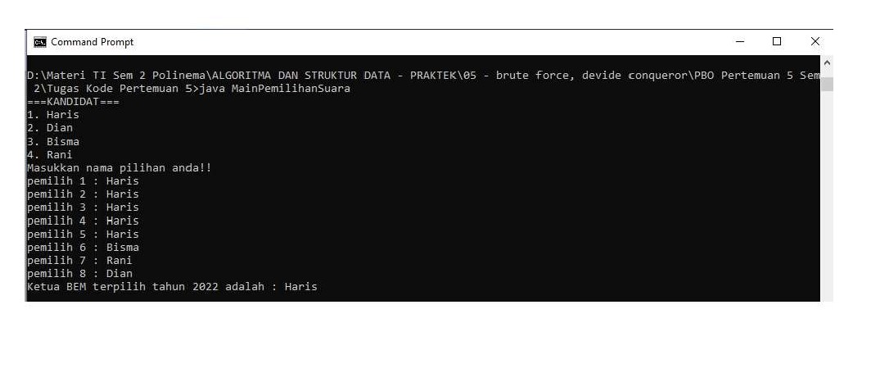 Command Prompt
D:\Materi TI Sem 2 Polinema\ALGORITMA DAN STRUKTUR DATA - PRAKTEK\05 - brute force, devide conqueror\PBO Pertemuan 5 Sem
2\Tugas Kode Pertemuan 5>java MainPemilihanSuara
===KANDIDAT===
1. Haris
2. Dian
3. Bisma
4. Rani
Masukkan nama pilihan anda!!
pemilih 1 : Haris
pemilih 2 : Haris
pemilih 3 : Haris
pemilih 4 : Haris
pemilih 5 : Haris
pemilih 6 : Bisma
pemilih 7 : Rani
pemilih 8 : Dian
Ketua BEM terpilih tahun 2022 adalah : Haris